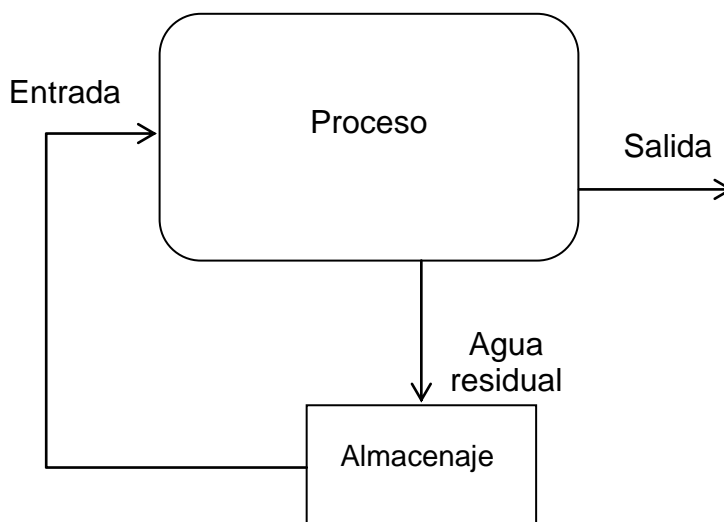 Entrada
Proceso
Salida
Agua
residual
Almacenaje